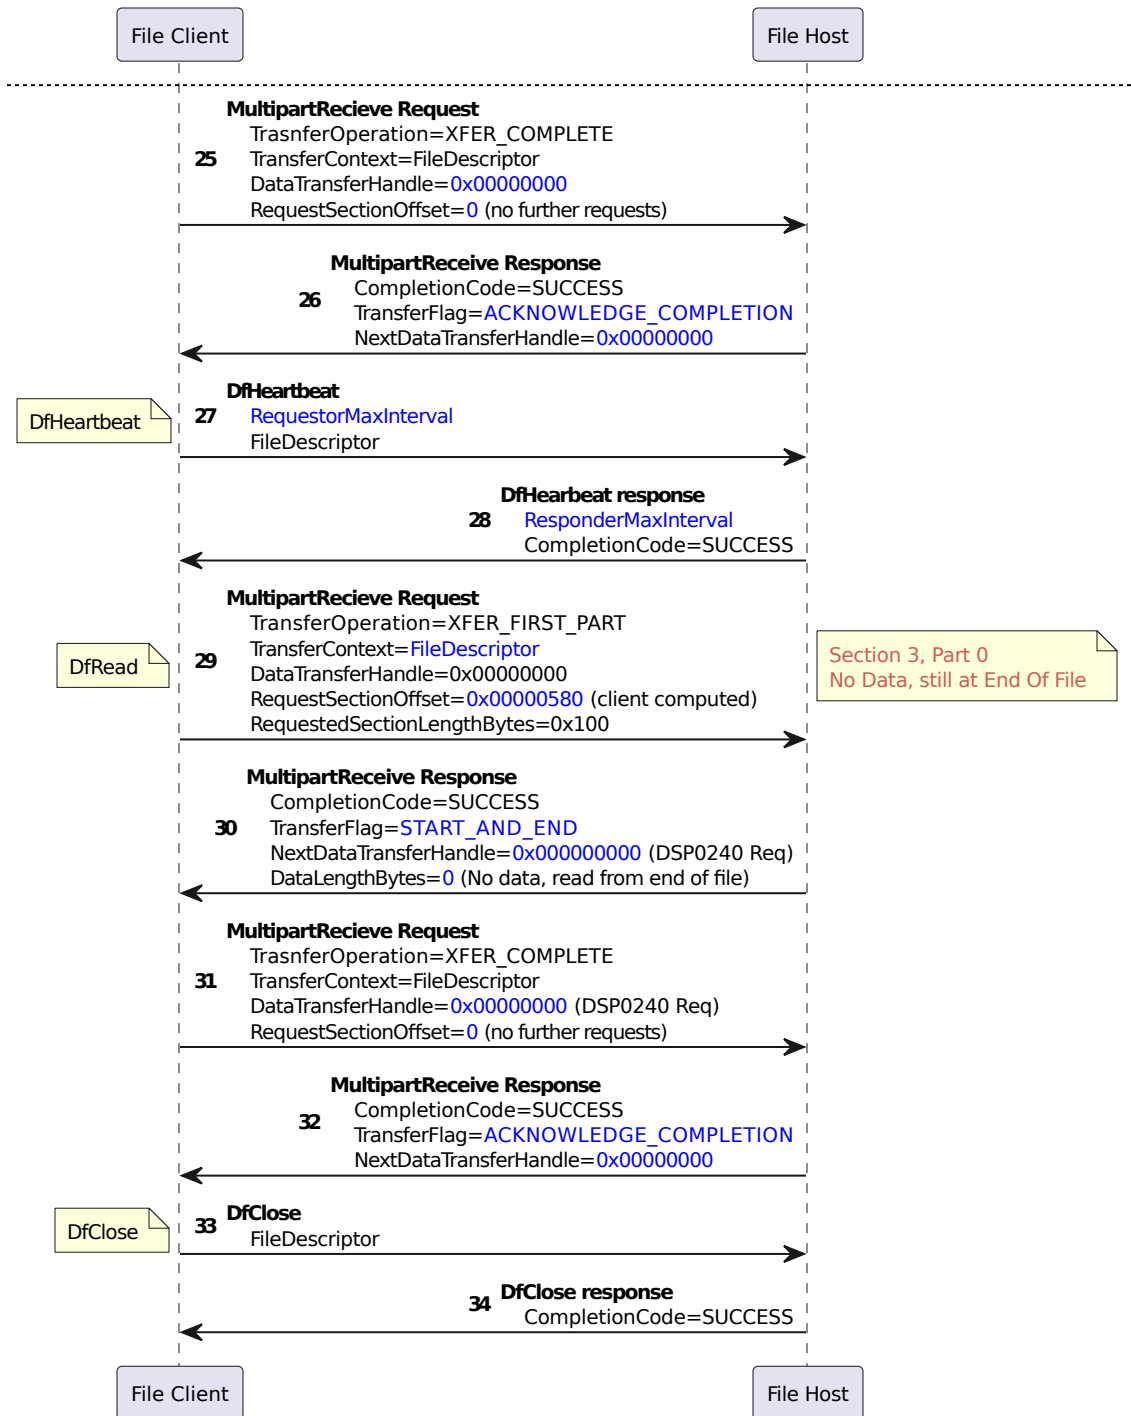 File Client
File Host
MultipartRecieve Request
TrasnferOperation=XFER_COMPLETE
25 TransferContext=FileDescriptor
DataTransferHandle=0x00000000
RequestSectionOffset=0 (no further requests)
MultipartReceive Response
CompletionCode=SUCCESS
26
TransferFlag=ACKNOWLEDGE_COMPLETION
NextDataTransferHandle=0x00000000
DfHeartbeat
DfHeartbeat
27 RequestorMaxInterval
FileDescriptor
DfHearbeat response
28 ResponderMaxInterval
CompletionCode=SUCCESS
DfRead
MultipartRecieve Request
TransferOperation=XFER_FIRST_PART
TransferContext=FileDescriptor
29
DataTransferHandle=0x00000000
RequestSectionOffset=0x00000580 (client computed)
RequestedSectionLengthBytes=0x100
Section 3, Part 0
No Data, still at End Of File
MultipartReceive Response
CompletionCode=SUCCESS
30 TransferFlag=START_AND_END
NextDataTransferHandle=0x000000000 (DSP0240 Req)
DataLengthBytes=0 (No data, read from end of file)
MultipartRecieve Request
TrasnferOperation=XFER_COMPLETE
31 TransferContext=FileDescriptor
DataTransferHandle=0x00000000 (DSP0240 Req)
RequestSectionOffset=0 (no further requests)
MultipartReceive Response
CompletionCode=SUCCESS
32
TransferFlag=ACKNOWLEDGE_COMPLETION
NextDataTransferHandle=0x00000000
DfClose
33 DfClose
FileDescriptor
34 DfClose response
CompletionCode=SUCCESS
File Client
File Host